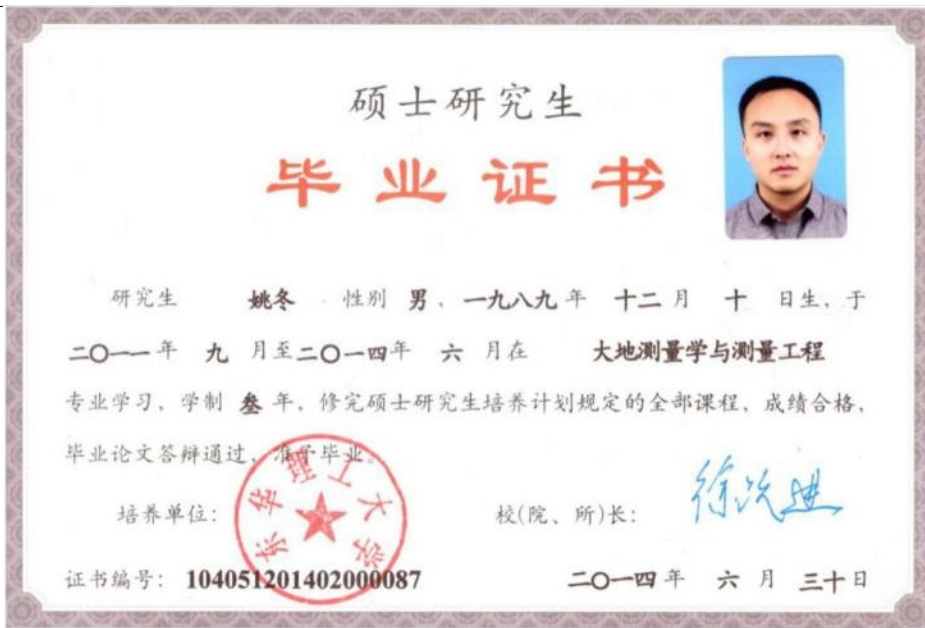 硕士研究生
毕业证书
研究生 姚冬 性别 男，一九八九 年 十二 月 十 日生，于
二〇一一 年 九 月至二〇一四年 六 月在 大地测量学与测量工程
专业学习，学制 叁 年，修完硕士研究生培养计划规定的全部课程，成绩合格，
毕业论文答辩通过，准予毕业。
东华理工大学
培养单位： 校(院、所)长：
证书编号： 104051201402000087 二〇一四 年 六 月 三十日